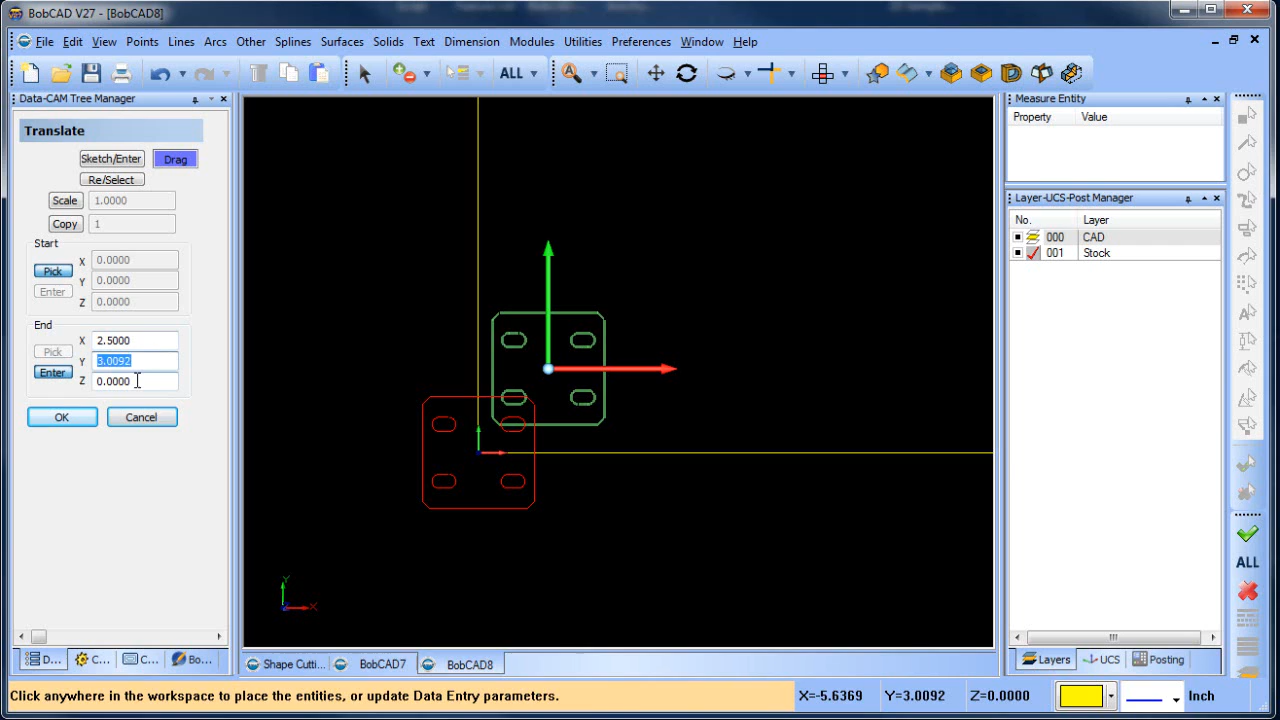 BobCAD V27 - [BobCAD8]
File Edit View Points Lines Arcs Other Splines Surfaces Solids Text Dimension Modules Utilities Preferences Window Help
ALL
Data-CAM Tree Manager
Translate
Sketch/Enter Drag
Re/Select
Scale 1.0000
Copy 1
Start
Pick X 0.0000
Y 0.0000
Enter Z 0.0000
End
X 2.5000
Pick Y 3.0092
Enter Z 0.0000
OK Cancel
D... C... C... Bo...
Y
X
Shape Cutti... BobCAD7 BobCAD8
Measure Entity
Property Value
Layer-UCS-Post Manager
No. Layer
000 CAD
001 Stock
Layers UCS Posting
ALL
Click anywhere in the workspace to place the entities, or update Data Entry parameters. X=-5.6369 Y=3.0092 Z=0.0000 Inch